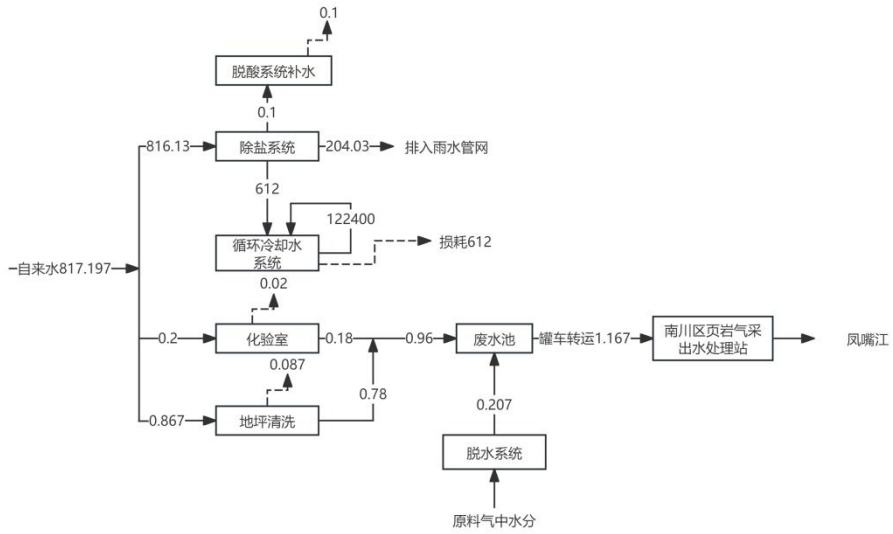 0.1
脱酸系统补水
0.1
816.13
除盐系统
204.03
排入雨水管网
612
122400
循环冷却水
系统
损耗612
自来水817.197
0.02
0.2
化验室
0.18
0.96
废水池
罐车转运1.167
南川区页岩气采
出水处理站
凤嘴江
0.087
0.78
0.867
地坪清洗
0.207
脱水系统
原料气中水分